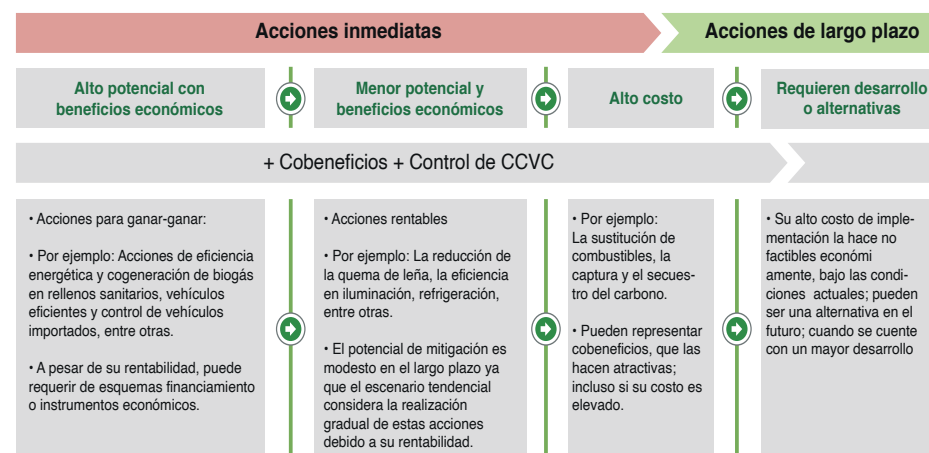 Acciones inmediatas
Acciones de largo plazo
Alto potencial con
beneficios económicos
Menor potencial y
beneficios económicos
Alto costo
Requieren desarrollo
o alternativas
+ Cobeneficios + Control de CCVC
• Acciones para ganar-ganar:
• Por ejemplo: Acciones de eficiencia
energética y cogeneración de biogás
en rellenos sanitarios, vehículos
eficientes y control de vehículos
importados, entre otras.
• A pesar de su rentabilidad, puede
requerir de esquemas financiamiento
o instrumentos económicos.
• Acciones rentables
• Por ejemplo: La reducción de
la quema de leña, la eficiencia
en iluminación, refrigeración,
entre otras.
• El potencial de mitigación es
modesto en el largo plazo ya
que el escenario tendencial
considera la realización
gradual de estas acciones
debido a su rentabilidad.
• Por ejemplo:
La sustitución de
combustibles, la
captura y el secues-
tro del carbono.
• Pueden representar
cobeneficios, que las
hacen atractivas;
incluso si su costo es
elevado.
• Su alto costo de imple-
mentación la hace no
factibles económi
amente, bajo las condi-
ciones actuales; pueden
ser una alternativa en el
futuro; cuando se cuente
con un mayor desarrollo